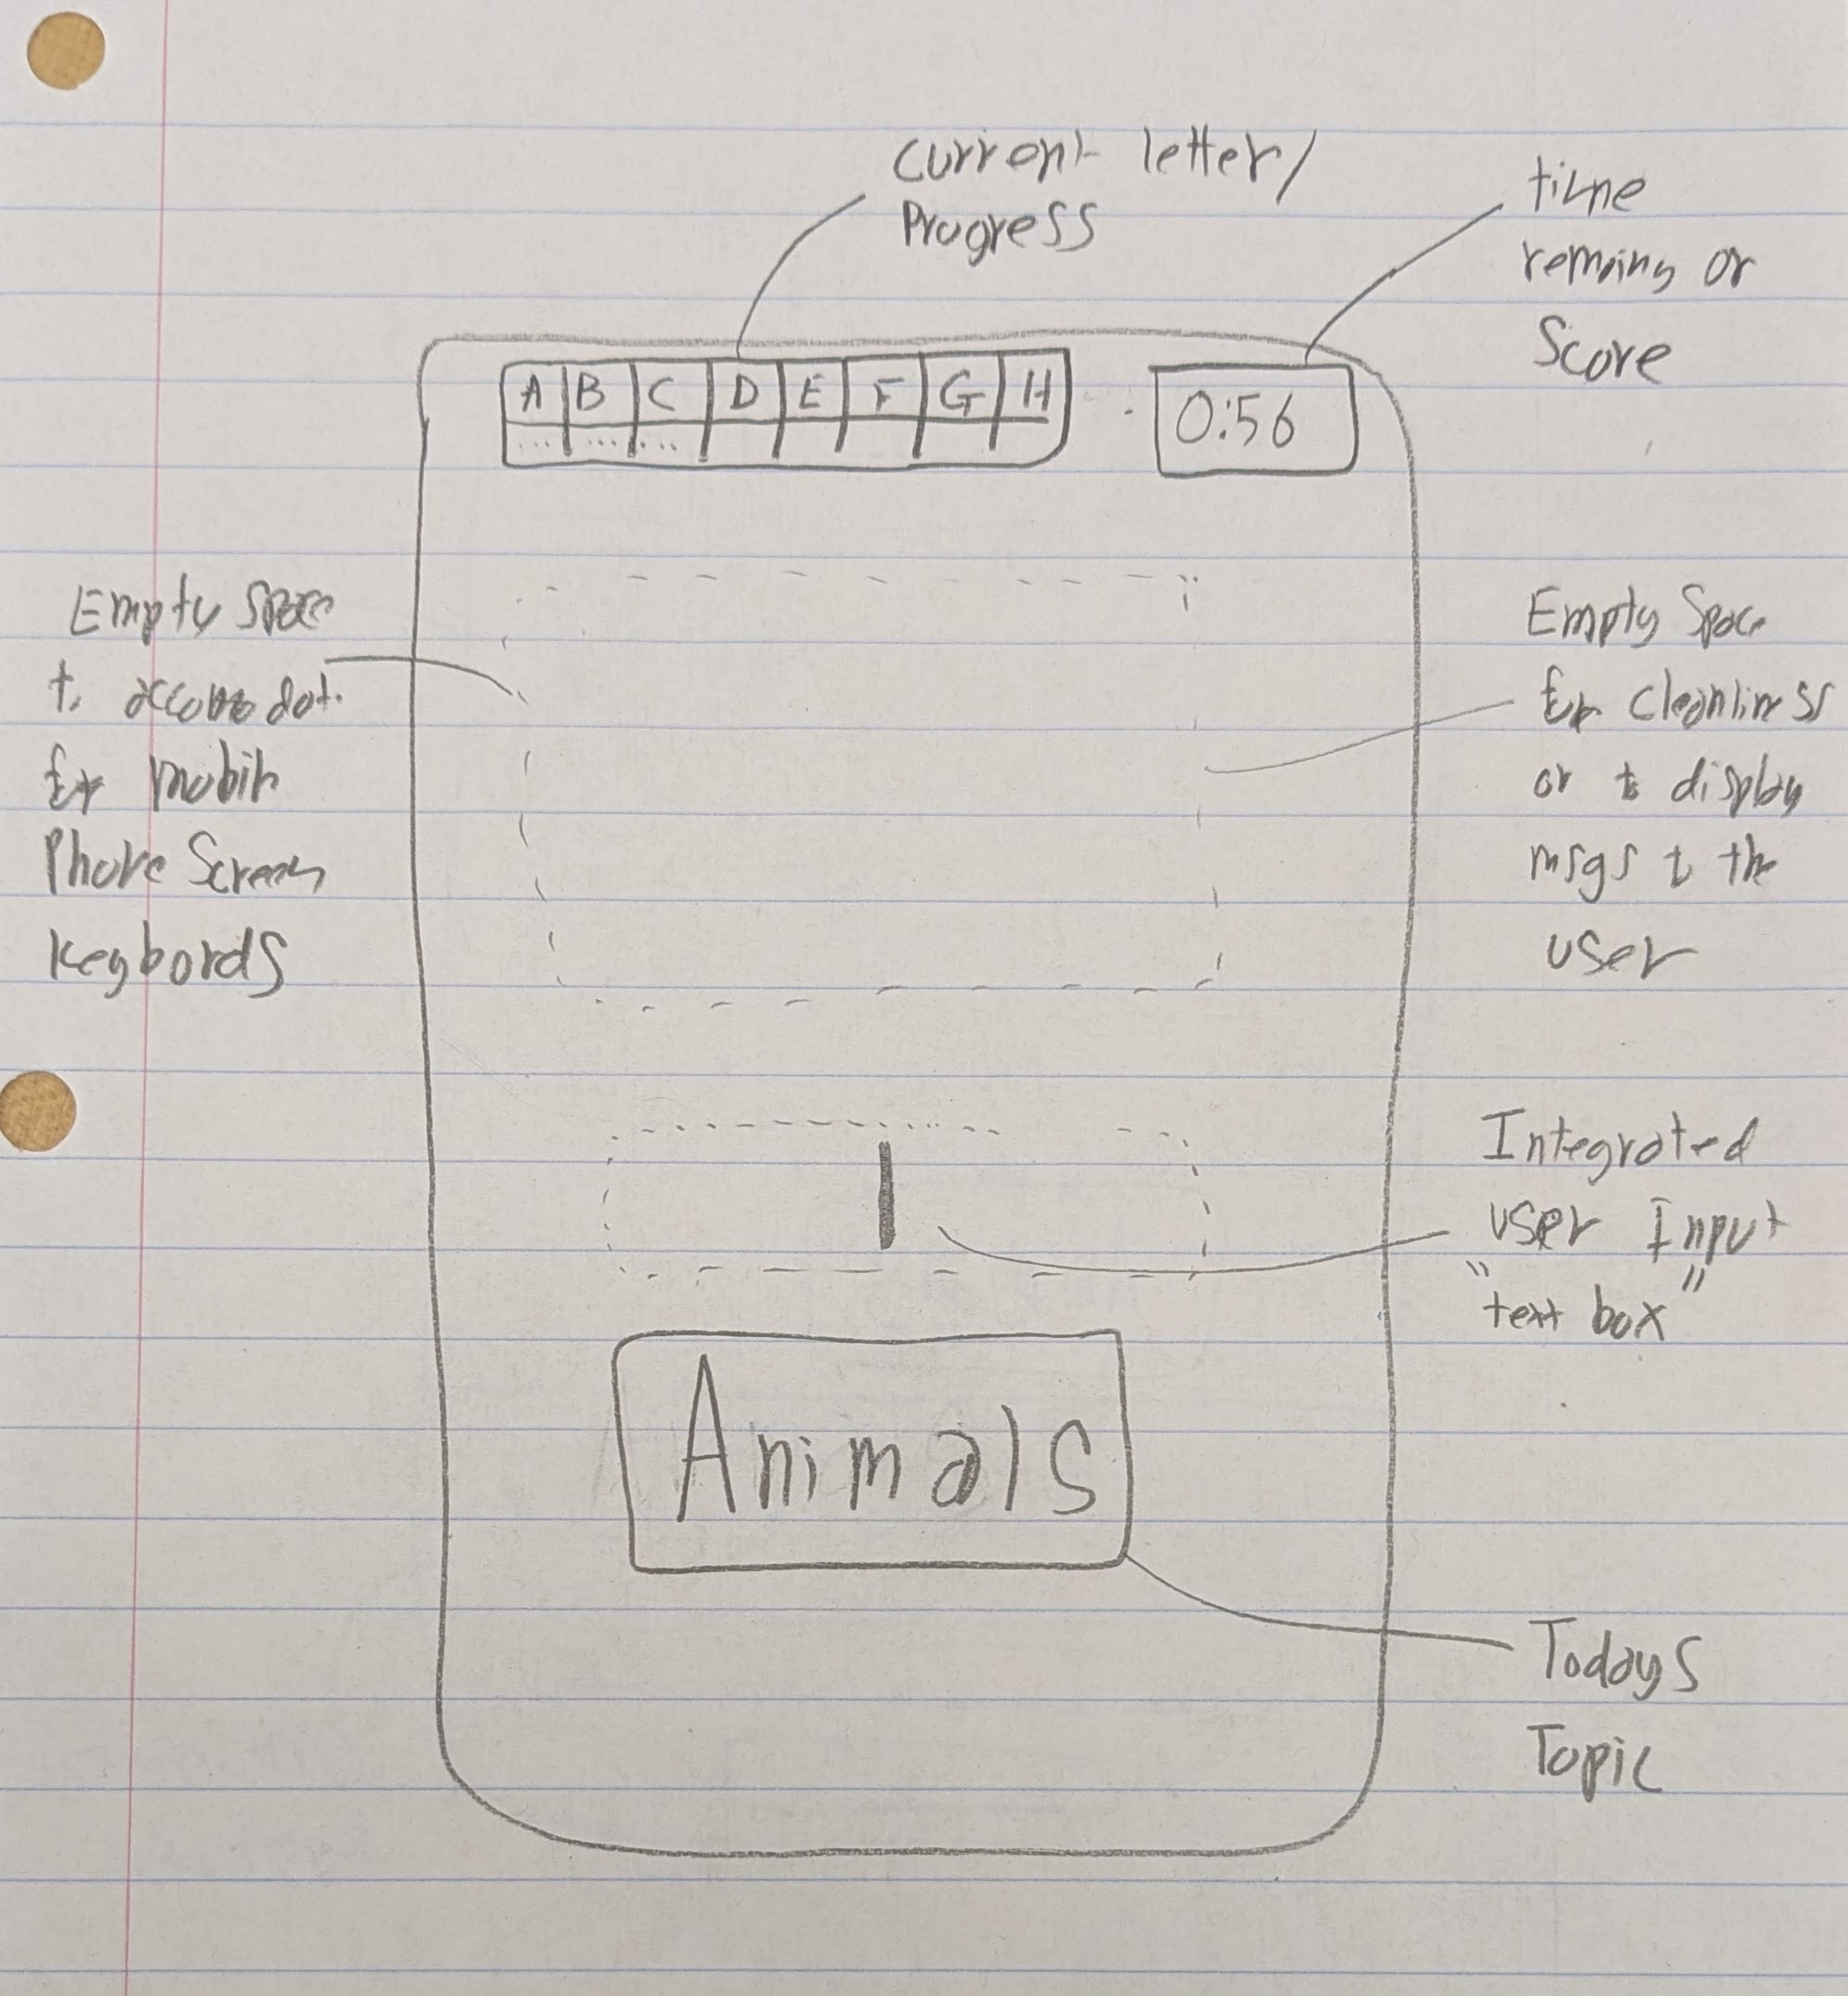 Current letter/
Progress
time
remaing or
Score
A B C D E F G H
... ... ...
0:56
Empty Space
to accomodat.
for mobile
Phone Screen
keybords
Empty Space
for cleanliness
or to display
msgs to the
user
Integrated
user Input
"text box"
Animals
Todays
Topic